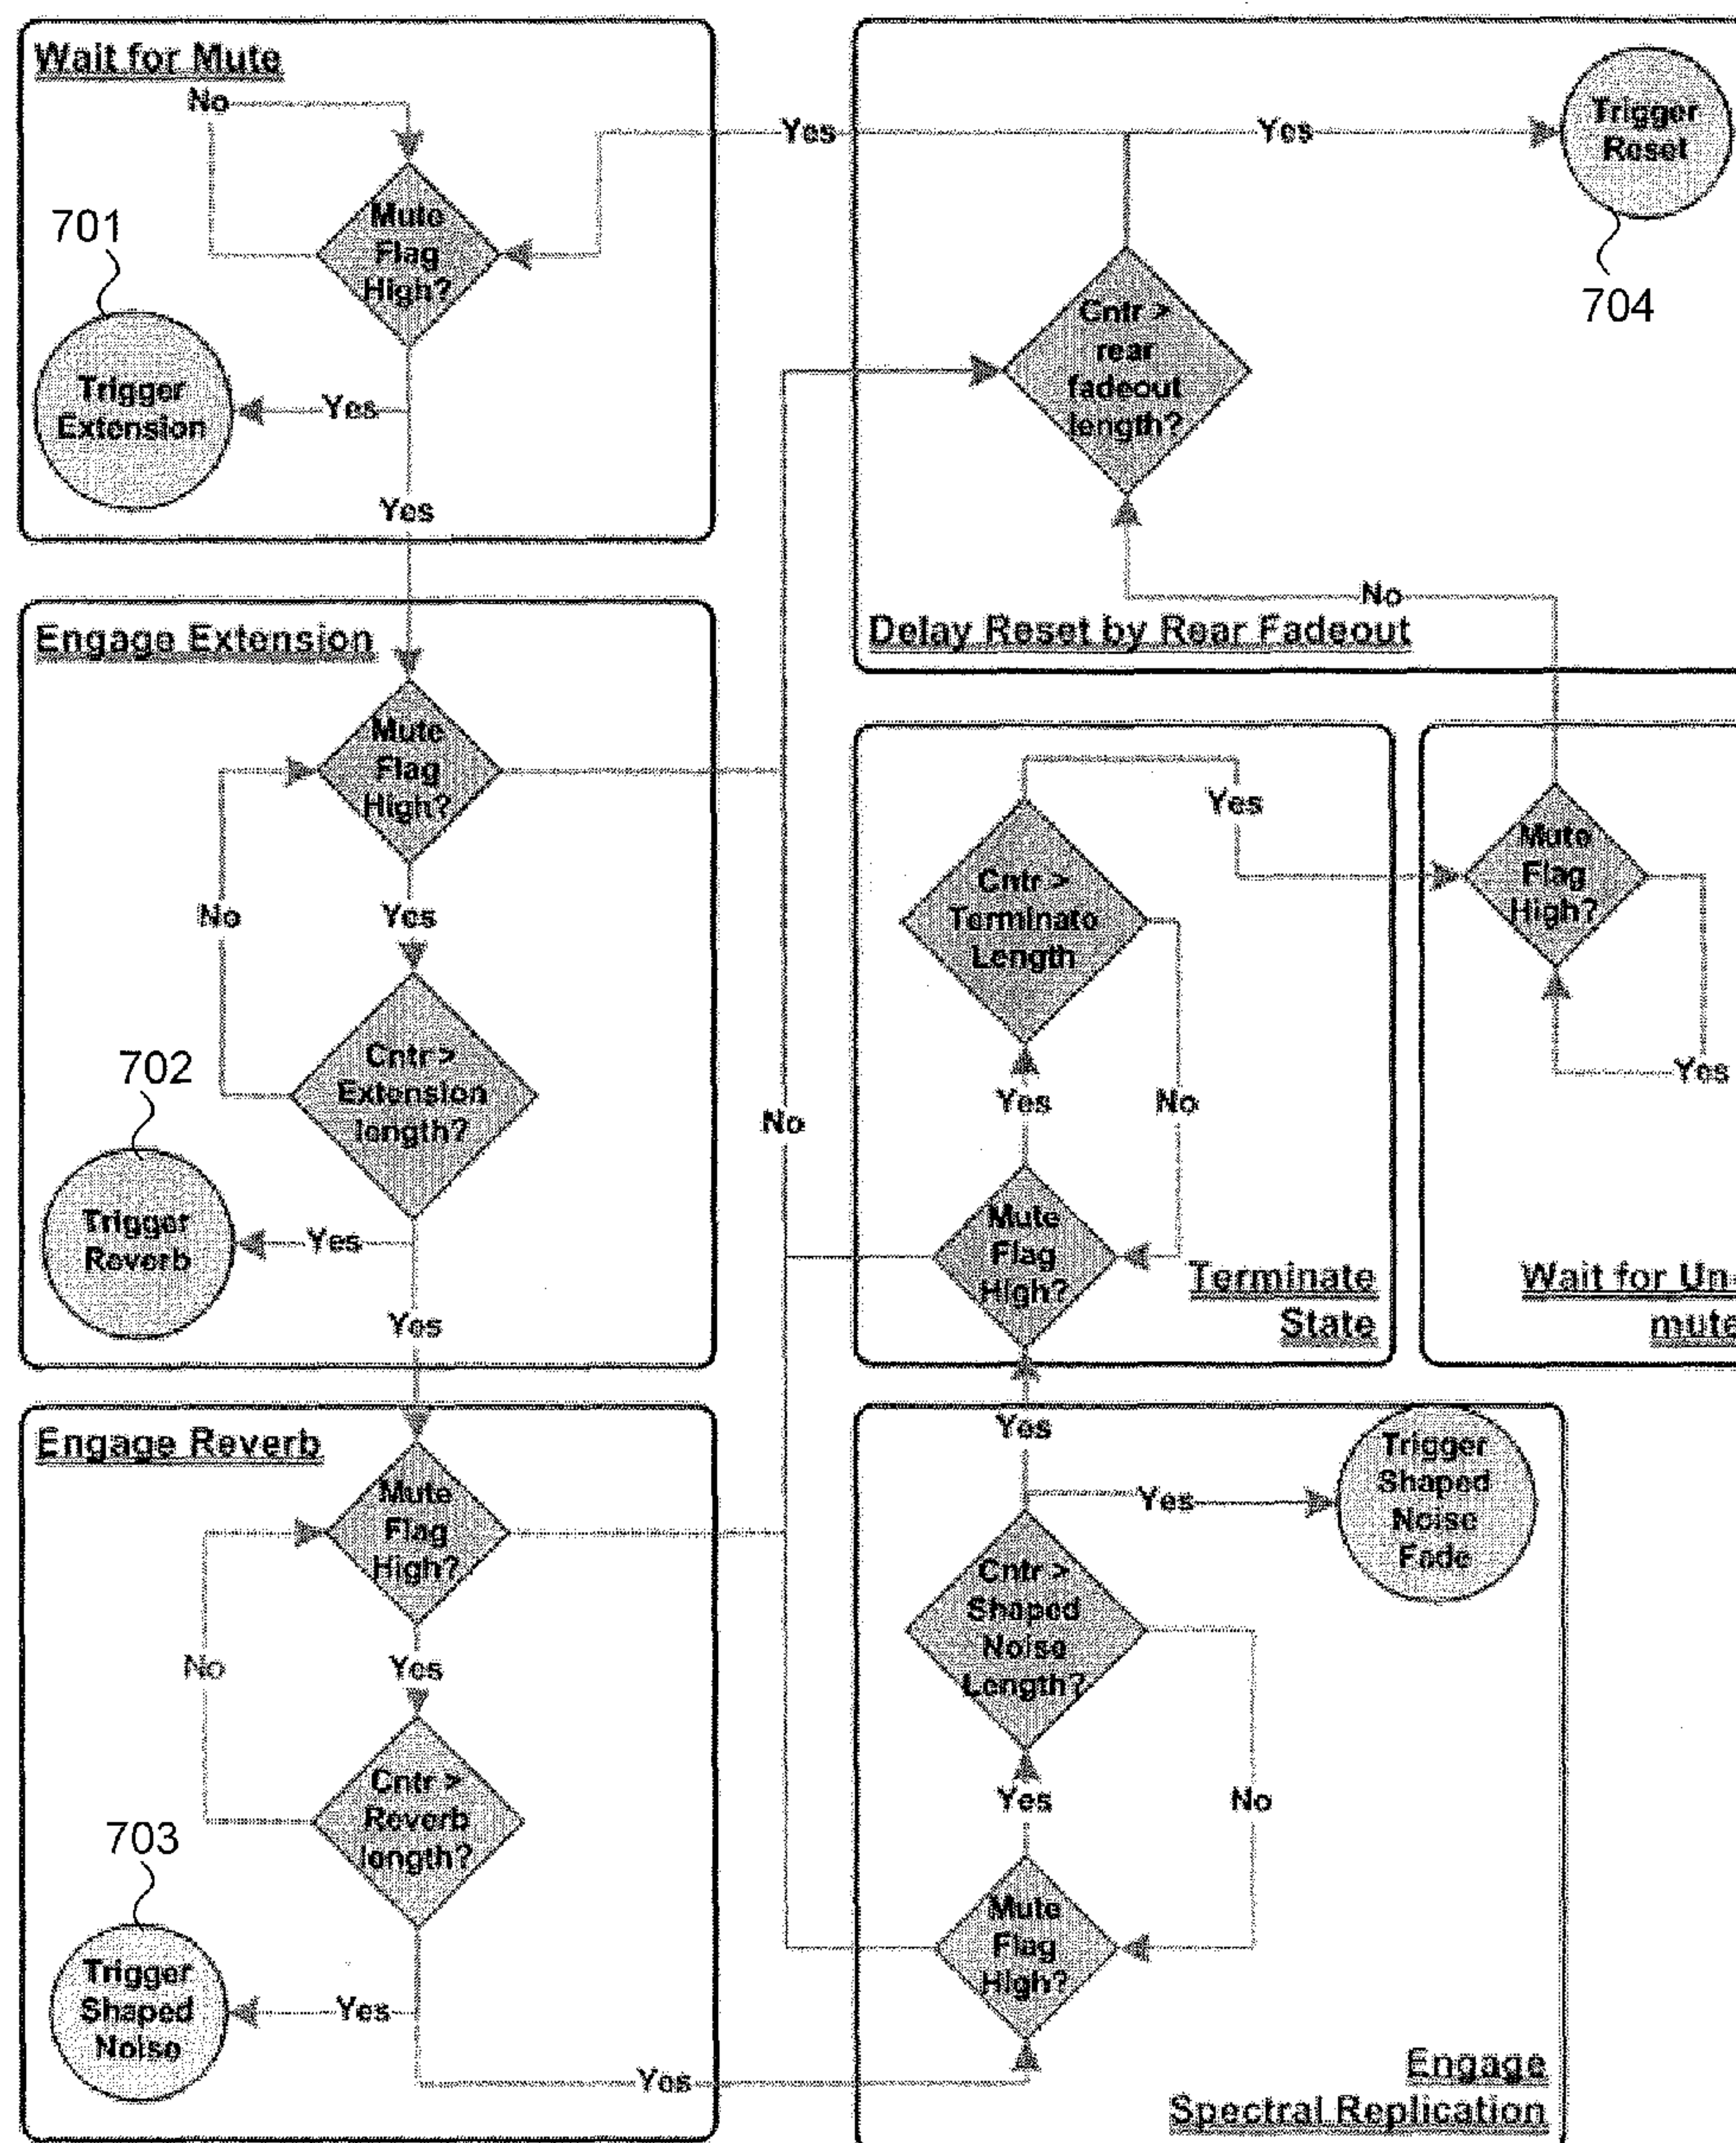 Wait for Mute
No
Mute
Flag
High?
701
Trigger
Extension
Yes
Yes
Yes
Yes
Trigger
Reset
704
Cntr >
rear
fadeout
length?
No
Delay Reset by Rear Fadeout
Engage Extension
Mute
Flag
High?
No
Yes
Cntr >
Extension
length?
702
Trigger
Reverb
Yes
Yes
No
Yes
Cntr >
Terminate
Length
Yes
No
Mute
Flag
High?
Terminate
State
Mute
Flag
High?
Yes
Wait for Un-
mute
Engage Reverb
Mute
Flag
High?
No
Yes
Cntr >
Reverb
length?
703
Trigger
Shaped
Noise
Yes
Yes
Yes
Yes
Trigger
Shaped
Noise
Fade
Cntr >
Shaped
Noise
Length?
Yes
No
Mute
Flag
High?
Engage
Spectral Replication